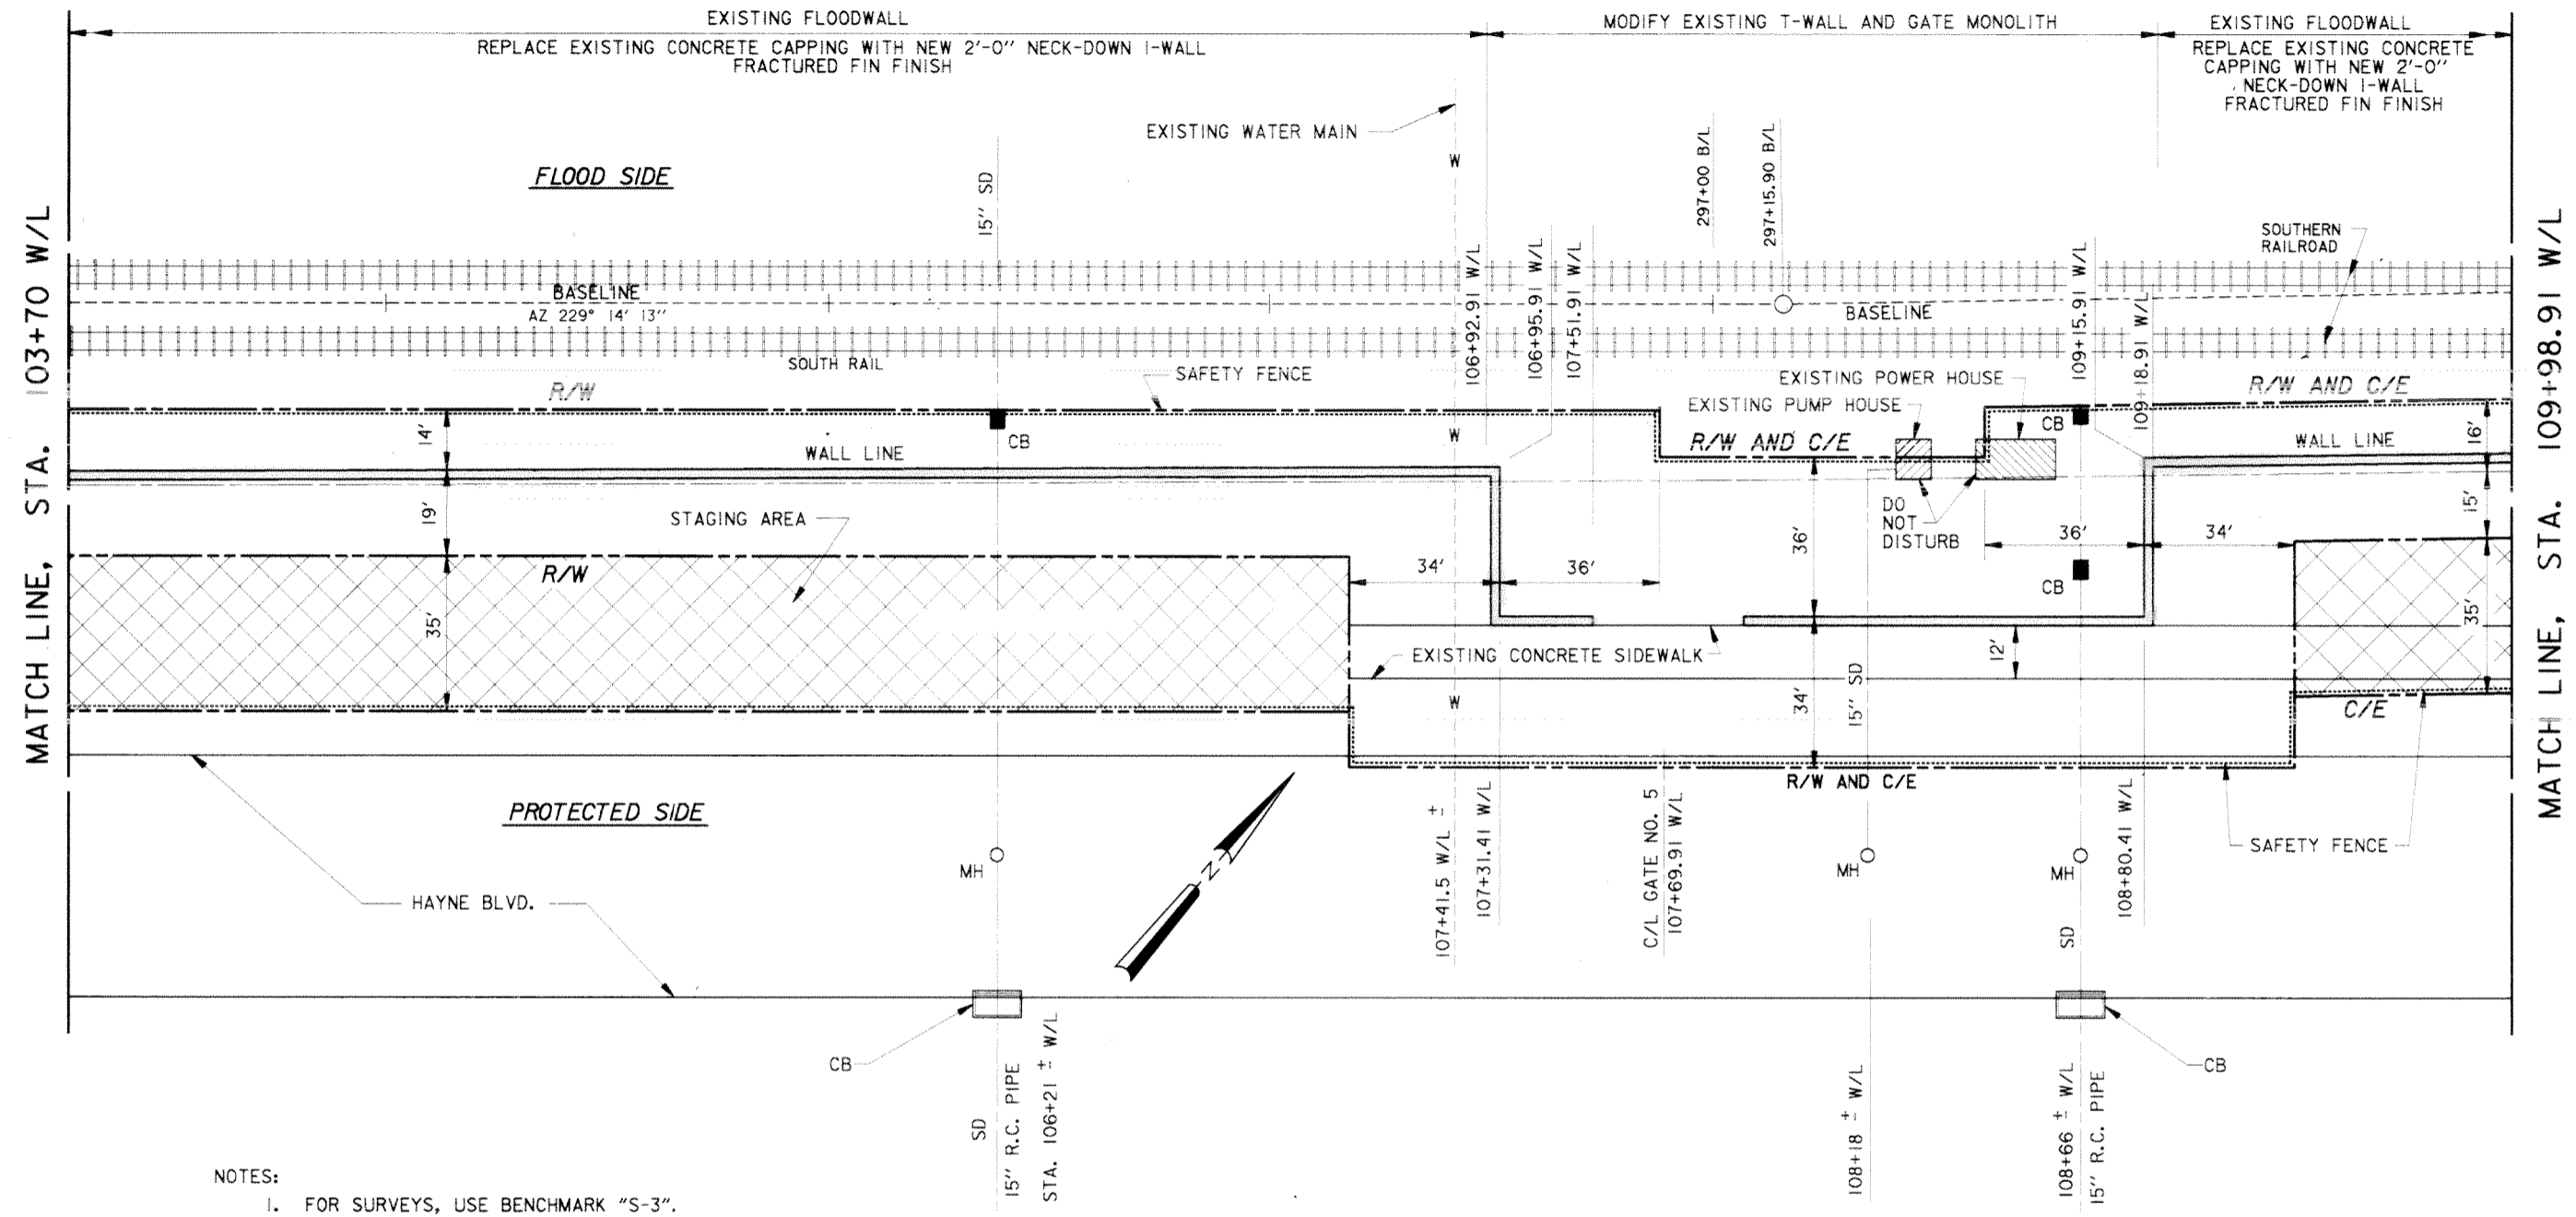 EXISTING FLOODWALL
REPLACE EXISTING CONCRETE CAPPING WITH NEW 2'-0" NECK-DOWN I-WALL
FRACTURED FIN FINISH
MODIFY EXISTING T-WALL AND GATE MONOLITH
EXISTING FLOODWALL
REPLACE EXISTING CONCRETE
CAPPING WITH NEW 2'-0"
NECK-DOWN I-WALL
FRACTURED FIN FINISH
EXISTING WATER MAIN
W
FLOOD SIDE
15" SD
297+00 B/L
297+15.90 B/L
MATCH LINE, STA. 103+70 W/L
MATCH LINE, STA. 109+98.91 W/L
SOUTHERN
RAILROAD
BASELINE
AZ 229° 14' 13"
BASELINE
SOUTH RAIL
106+92.91 W/L
106+95.91 W/L
107+51.91 W/L
109+15.91 W/L
109+18.91 W/L
R/W
SAFETY FENCE
EXISTING POWER HOUSE
EXISTING PUMP HOUSE
R/W AND C/E
14'
CB
WALL LINE
W
R/W AND C/E
CB
WALL LINE
16'
19'
STAGING AREA
DO
NOT
DISTURB
15'
R/W
34'
36'
36'
36'
34'
CB
35'
35'
EXISTING CONCRETE SIDEWALK
12'
W
34'
15" SD
C/E
R/W AND C/E
PROTECTED SIDE
SAFETY FENCE
N
MH
MH
MH
HAYNE BLVD.
107+41.5 W/L ±
107+31.41 W/L
C/L GATE NO. 5
107+69.91 W/L
108+80.41 W/L
SD
CB
CB
SD
15" R.C. PIPE
STA. 106+21 ± W/L
108+18 ± W/L
108+66 ± W/L
15" R.C. PIPE
NOTES:
1. FOR SURVEYS, USE BENCHMARK "S-3".